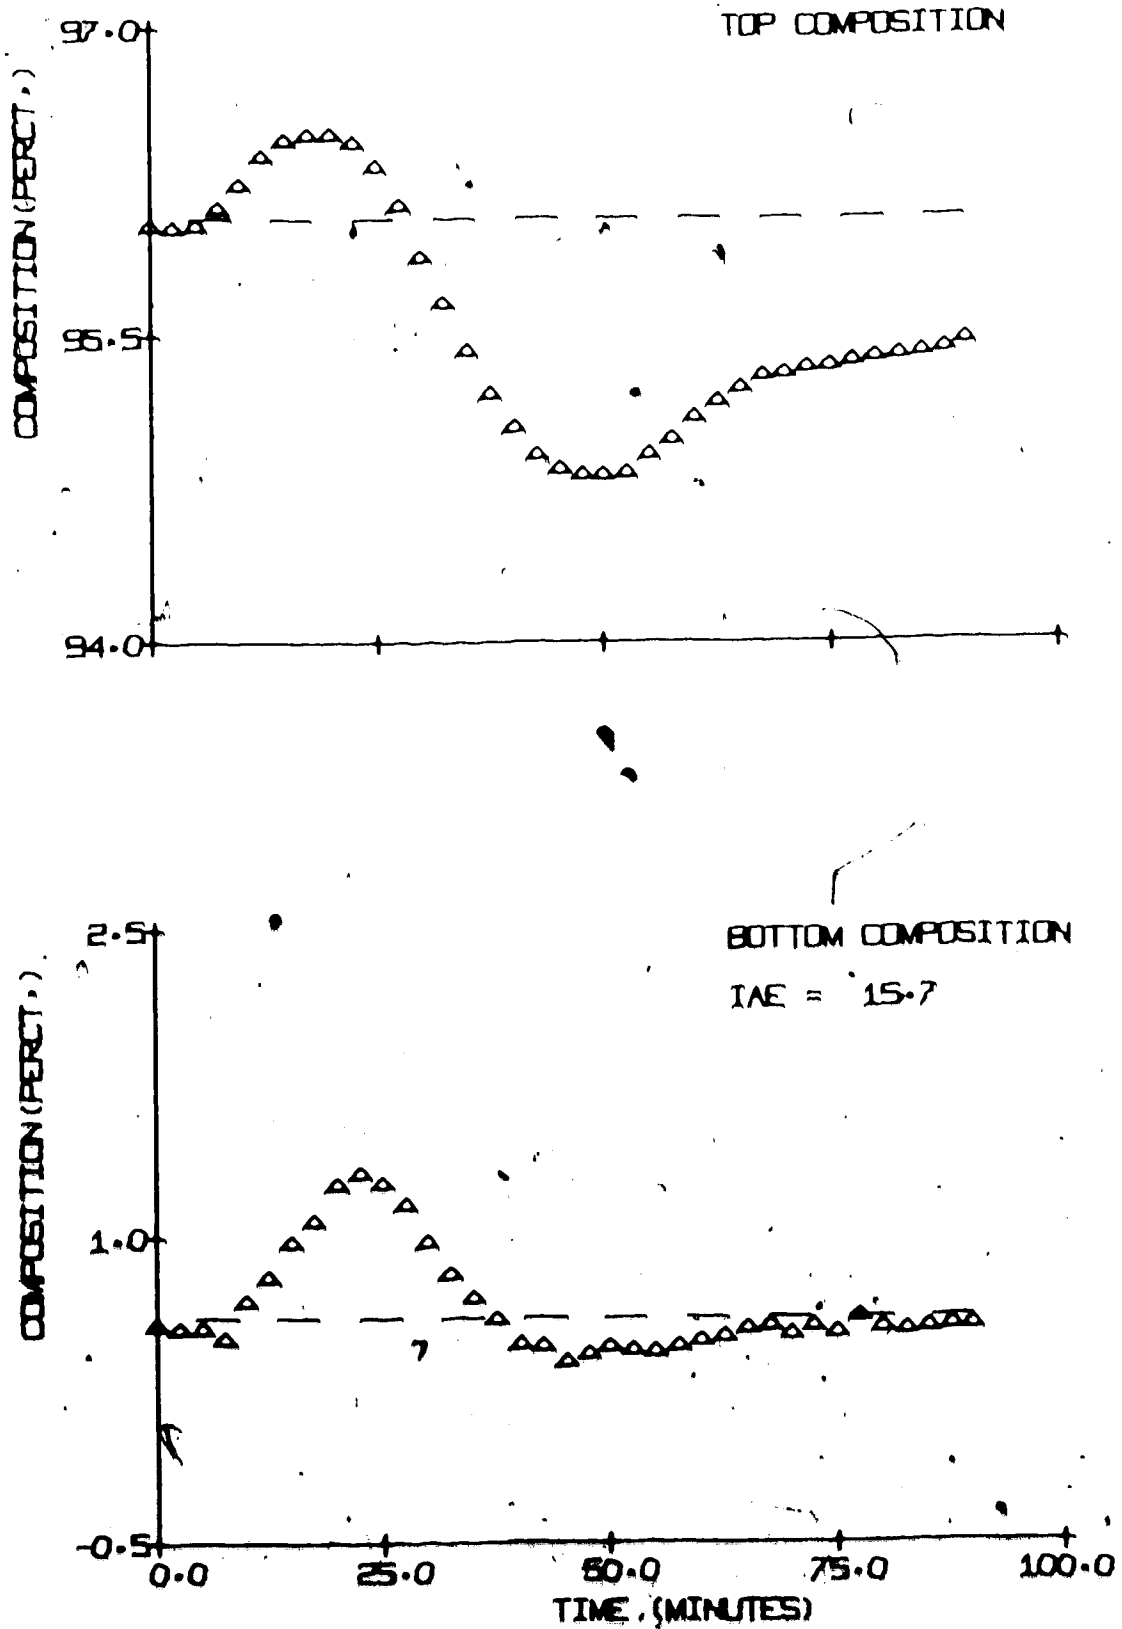 TOP COMPOSITION
97.0
COMPOSITION(PERCT.)
95.5
94.0
BOTTOM COMPOSITION
IAE = 15.7
2.5
COMPOSITION(PERCT.)
1.0
-0.5
0.0 25.0 50.0 75.0 100.0
TIME (MINUTES)